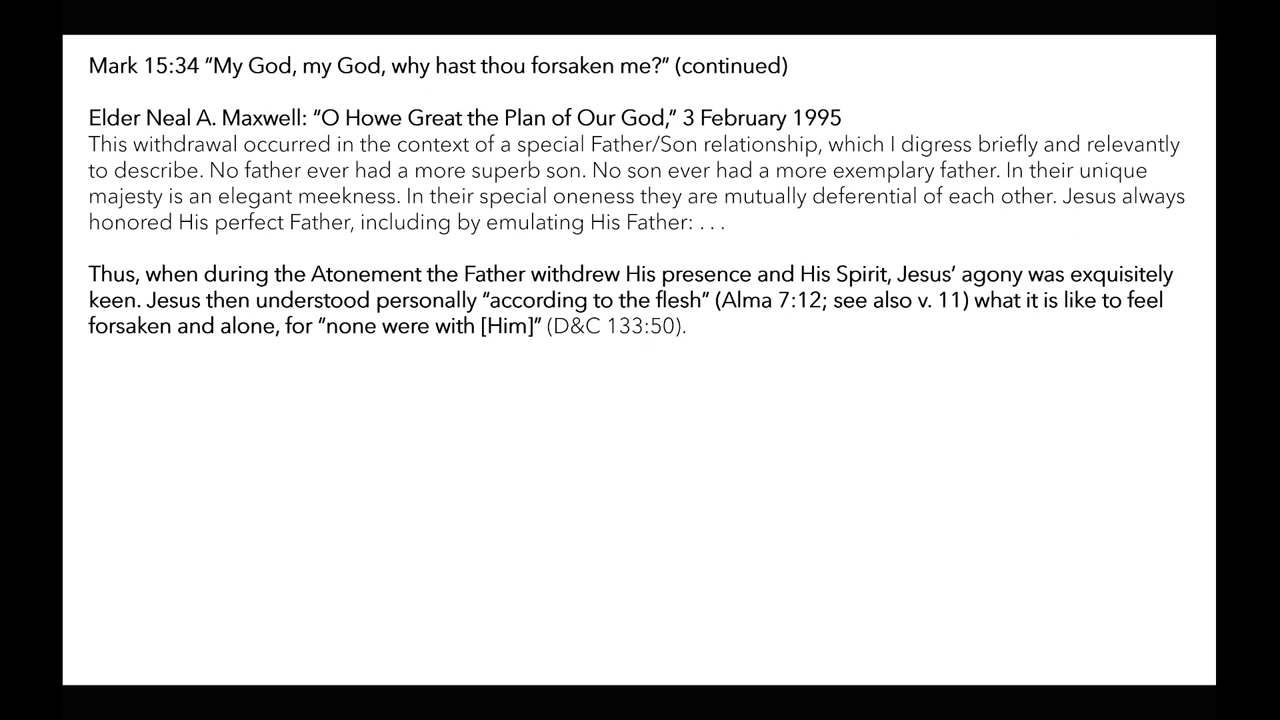 Mark 15:34 “My God, my God, why hast thou forsaken me?” (continued)
Elder Neal A. Maxwell: “O Howe Great the Plan of Our God,” 3 February 1995
This withdrawal occurred in the context of a special Father/Son relationship, which I digress briefly and relevantly
to describe. No father ever had a more superb son. No son ever had a more exemplary father. In their unique
majesty is an elegant meekness. In their special oneness they are mutually deferential of each other. Jesus always
honored His perfect Father, including by emulating His Father: . . .
Thus, when during the Atonement the Father withdrew His presence and His Spirit, Jesus’ agony was exquisitely
keen. Jesus then understood personally “according to the flesh” (Alma 7:12; see also v. 11) what it is like to feel
forsaken and alone, for “none were with [Him]” (D&C 133:50).